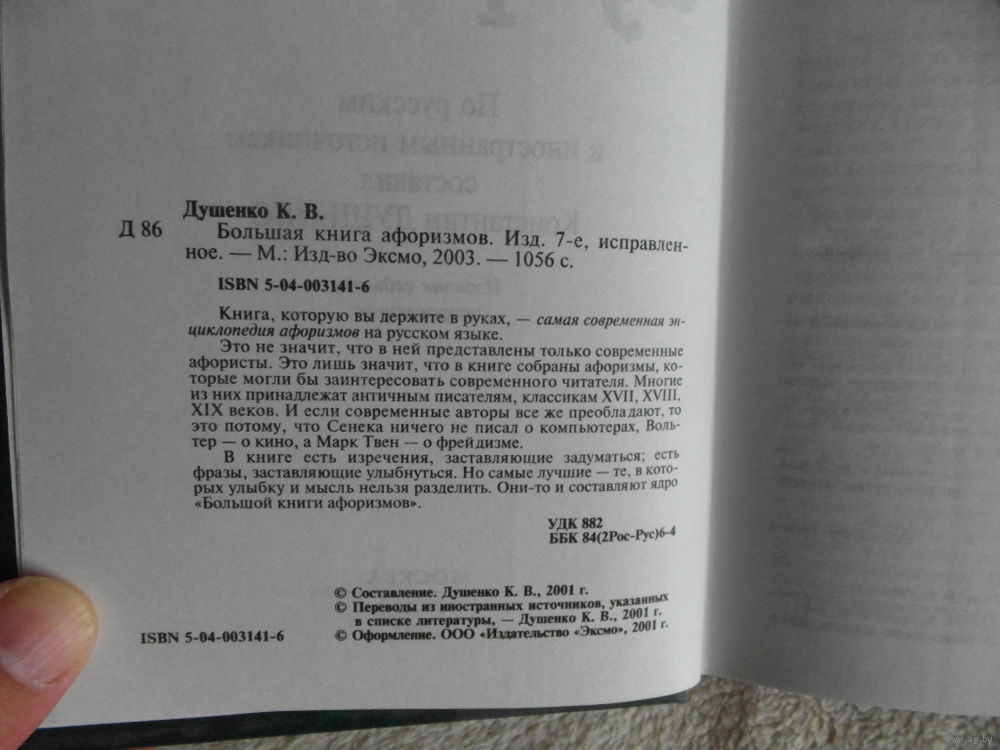 Душенко К. В.
Д 86
Большая книга афоризмов. Изд. 7-е, исправлен-
ное. — М.: Изд-во Эксмо, 2003. — 1056 с.
ISBN 5-04-003141-6
Книга, которую вы держите в руках, — самая современная эн-
циклопедия афоризмов на русском языке.
Это не значит, что в ней представлены только современные
афористы. Это лишь значит, что в книге собраны афоризмы, ко-
торые могли бы заинтересовать современного читателя. Многие
из них принадлежат античным писателям, классикам XVII, XVIII,
XIX веков. И если современные авторы все же преобладают, то
это потому, что Сенека ничего не писал о компьютерах, Воль-
тер — о кино, а Марк Твен — о фрейдизме.
В книге есть изречения, заставляющие задуматься; есть
фразы, заставляющие улыбнуться. Но самые лучшие — те, в кото-
рых улыбку и мысль нельзя разделить. Они-то и составляют ядро
«Большой книги афоризмов».
УДК 882
ББК 84(2Рос-Рус)6-4
© Составление. Душенко К. В., 2001 г.
© Переводы из иностранных источников, указанных
в списке литературы, — Душенко К. В., 2001 г.
© Оформление. ООО «Издательство «Эксмо», 2001 г.
ISBN 5-04-003141-6
www.ay.by